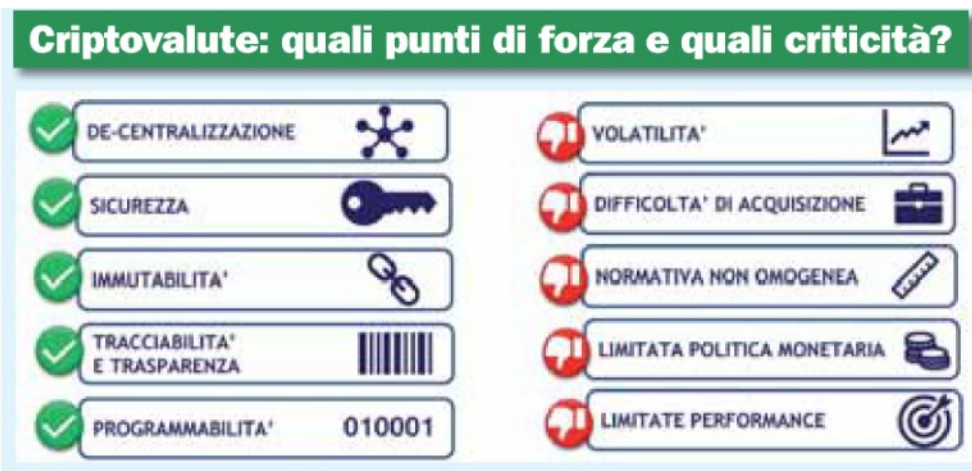 Criptovalute: quali punti di forza e quali criticità?
DE-CENTRALIZZAZIONE
SICUREZZA
IMMUTABILITA'
TRACCIABILITA'
E TRASPARENZA
PROGRAMMABILITA'
010001
VOLATILITA'
DIFFICOLTA' DI ACQUISIZIONE
NORMATIVA NON OMOGENEA
LIMITATA POLITICA MONETARIA
LIMITATE PERFORMANCE